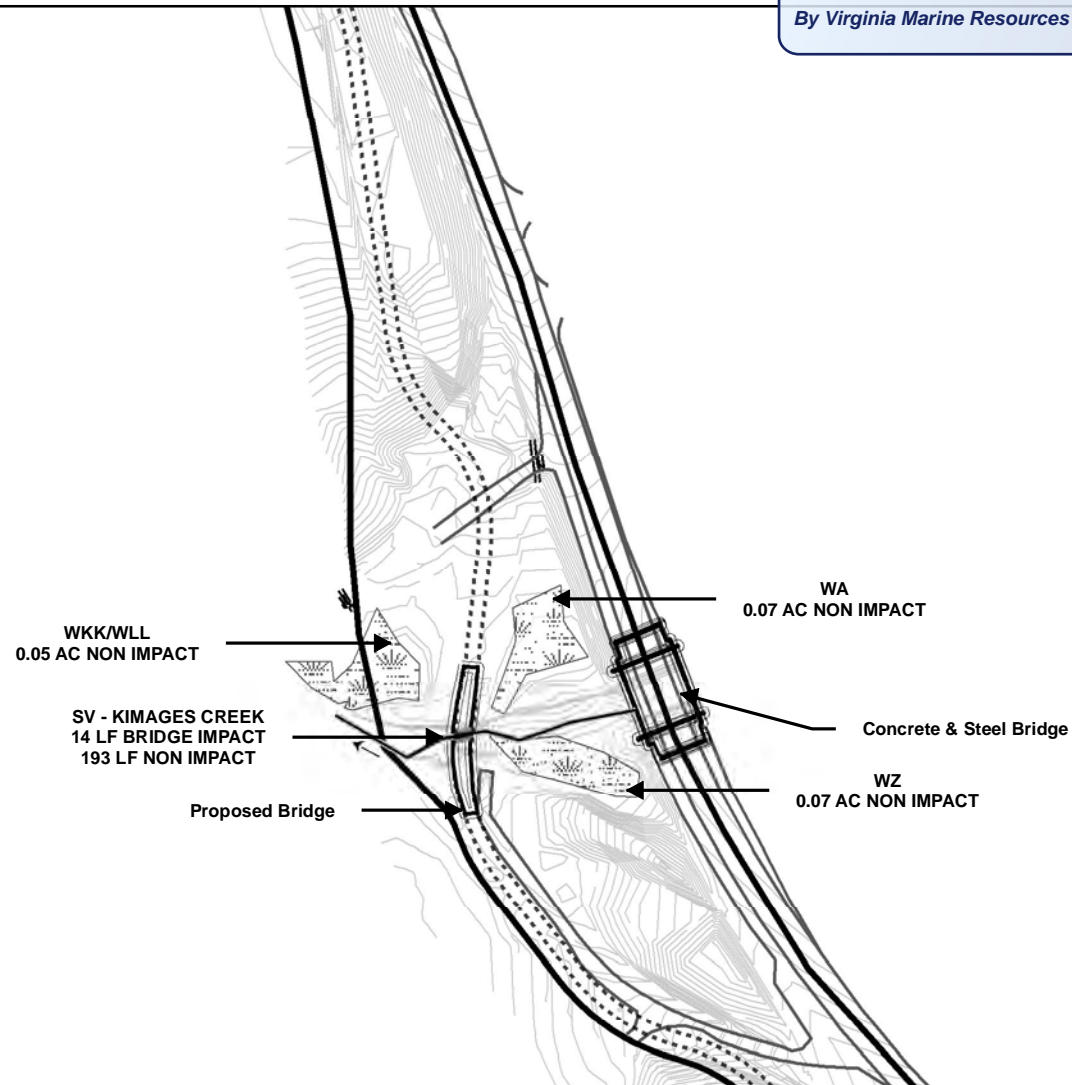 By Virginia Marine Resources
WA
0.07 AC NON IMPACT
WKK/WLL
0.05 AC NON IMPACT
SV - KIMAGES CREEK
14 LF BRIDGE IMPACT
193 LF NON IMPACT
Concrete & Steel Bridge
Proposed Bridge
WZ
0.07 AC NON IMPACT